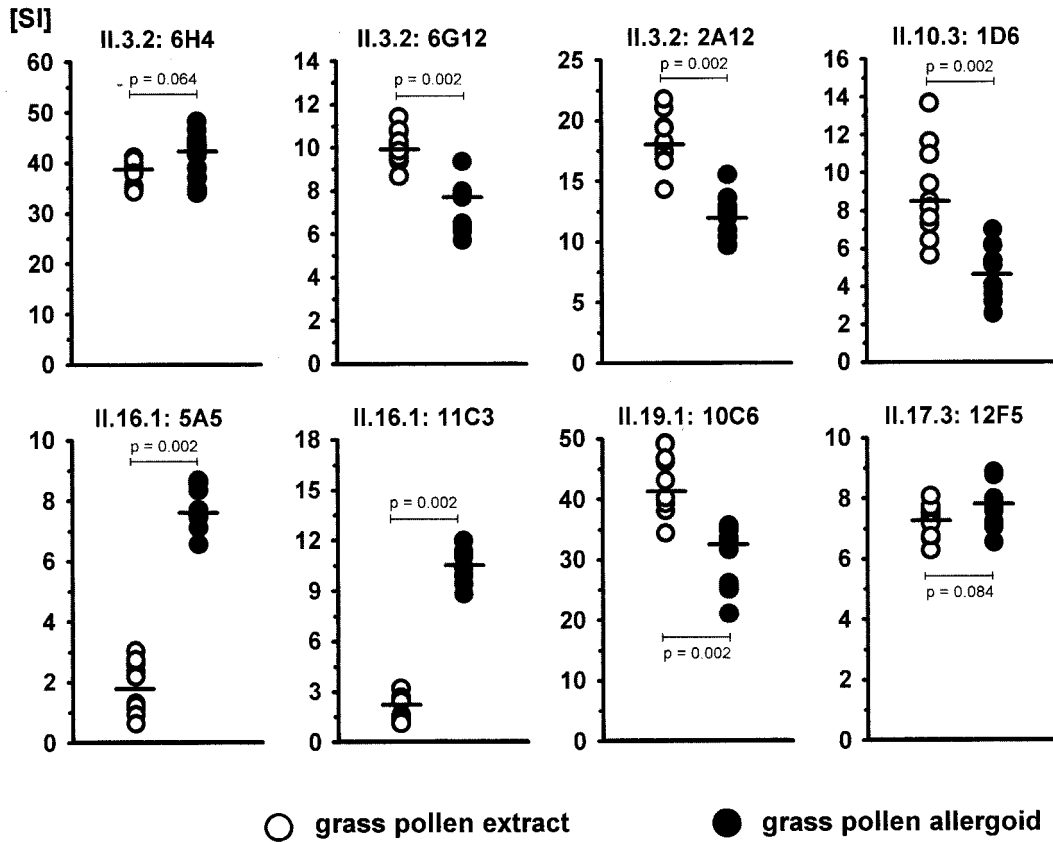 [SI]
II.3.2: 6H4
II.3.2: 6G12
II.3.2: 2A12
II.10.3: 1D6
p = 0.064
p = 0.002
p = 0.002
p = 0.002
60
50
40
30
20
10
0
14
12
10
8
6
4
2
0
25
20
15
10
5
0
16
14
12
10
8
6
4
2
0
II.16.1: 5A5
II.16.1: 11C3
II.19.1: 10C6
II.17.3: 12F5
p = 0.002
p = 0.002
p = 0.002
p = 0.084
10
8
6
4
2
0
18
15
12
9
6
3
0
50
40
30
20
10
0
10
8
6
4
2
0
grass pollen extract
grass pollen allergoid